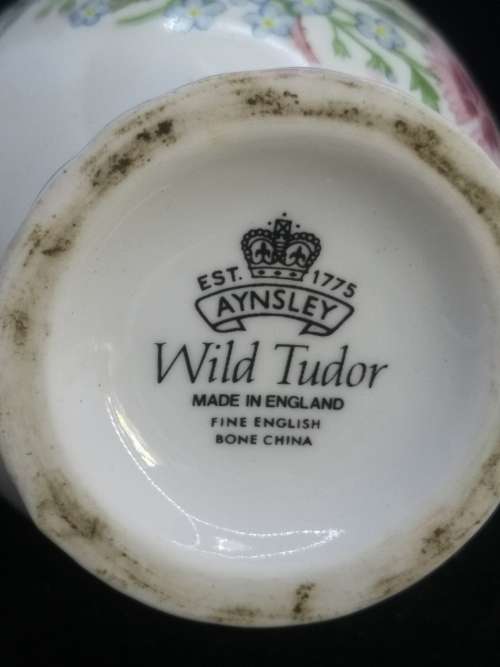 EST. 1775
AYNSLEY
Wild Tudor
MADE IN ENGLAND
FINE ENGLISH
BONE CHINA